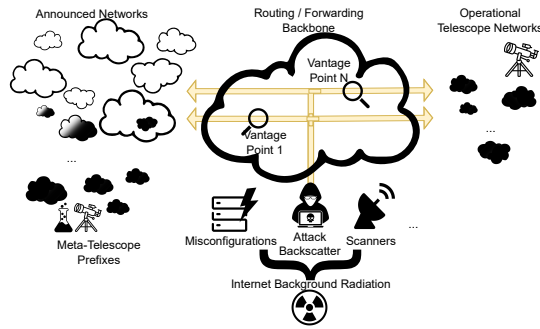 Announced Networks
Routing / Forwarding
Backbone
Operational
Telescope Networks
Vantage
Point N
Vantage
Point 1
...
...
Meta-Telescope
Prefixes
Misconfigurations
Attack
Backscatter
Scanners
...
Internet Background Radiation